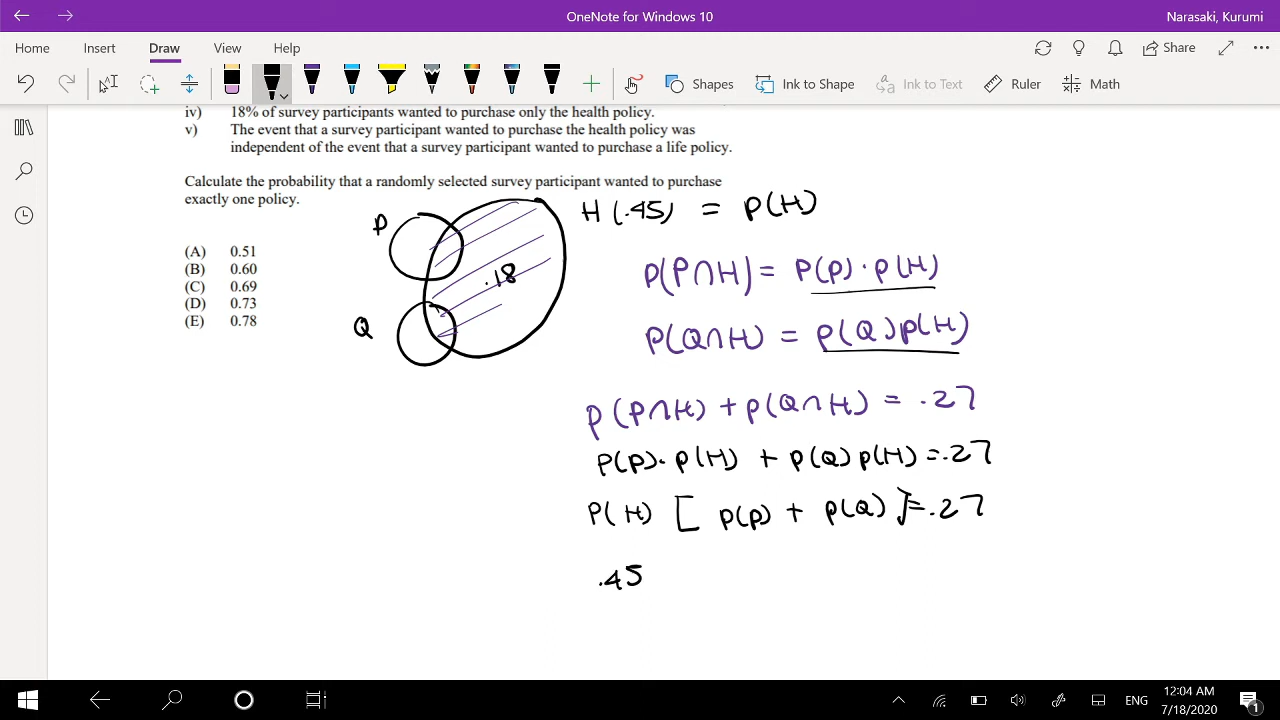 OneNote for Windows 10
Narasaki, Kurumi
Home Insert Draw View Help
Share
Shapes Ink to Shape Ink to Text Ruler Math
iv) 18% of survey participants wanted to purchase only the health policy.
v) The event that a survey participant wanted to purchase the health policy was
independent of the event that a survey participant wanted to purchase a life policy.
Calculate the probability that a randomly selected survey participant wanted to purchase
exactly one policy.
(A) 0.51
(B) 0.60
(C) 0.69
(D) 0.73
(E) 0.78
P
Q
.18
H (.45) = P(H)
P(P∩H) = P(P) · P(H)
P(Q∩H) = P(Q) P(H)
P(P∩H) + P(Q∩H) = .27
P(P) · P(H) + P(Q) P(H) = .27
P(H) [ P(P) + P(Q) ] = .27
.45
ENG
12:04 AM
7/18/2020
1